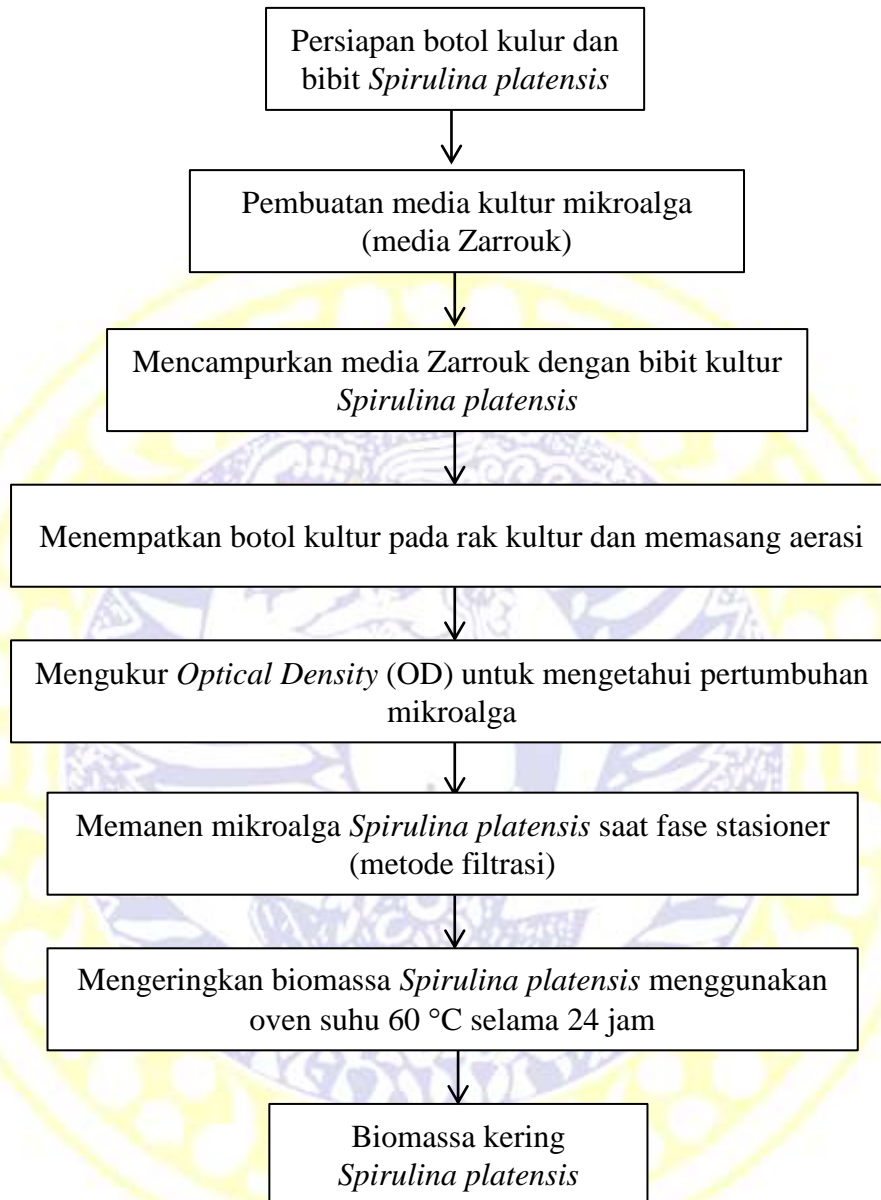 Persiapan botol kulur dan
bibit Spirulina platensis
Pembuatan media kultur mikroalga
(media Zarrouk)
Mencampurkan media Zarrouk dengan bibit kultur
Spirulina platensis
Menempatkan botol kultur pada rak kultur dan memasang aerasi
Mengukur Optical Density (OD) untuk mengetahui pertumbuhan
mikroalga
Memanen mikroalga Spirulina platensis saat fase stasioner
(metode filtrasi)
Mengeringkan biomassa Spirulina platensis menggunakan
oven suhu 60 °C selama 24 jam
Biomassa kering
Spirulina platensis